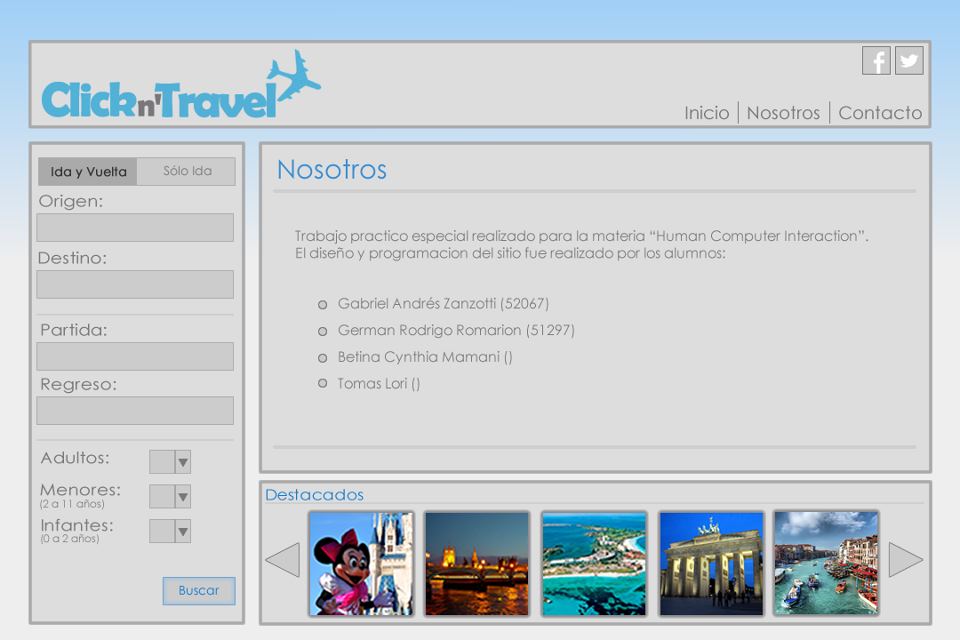 Clickn'Travel
Inicio | Nosotros | Contacto
Ida y Vuelta
Sólo Ida
Origen:
Destino:
Partida:
Regreso:
Adultos:
Menores:
(2 a 11 años)
Infantes:
(0 a 2 años)
Buscar
Nosotros
Trabajo practico especial realizado para la materia “Human Computer Interaction”.
El diseño y programacion del sitio fue realizado por los alumnos:
Gabriel Andrés Zanzotti (52067)
German Rodrigo Romarion (51297)
Betina Cynthia Mamani ()
Tomas Lori ()
Destacados